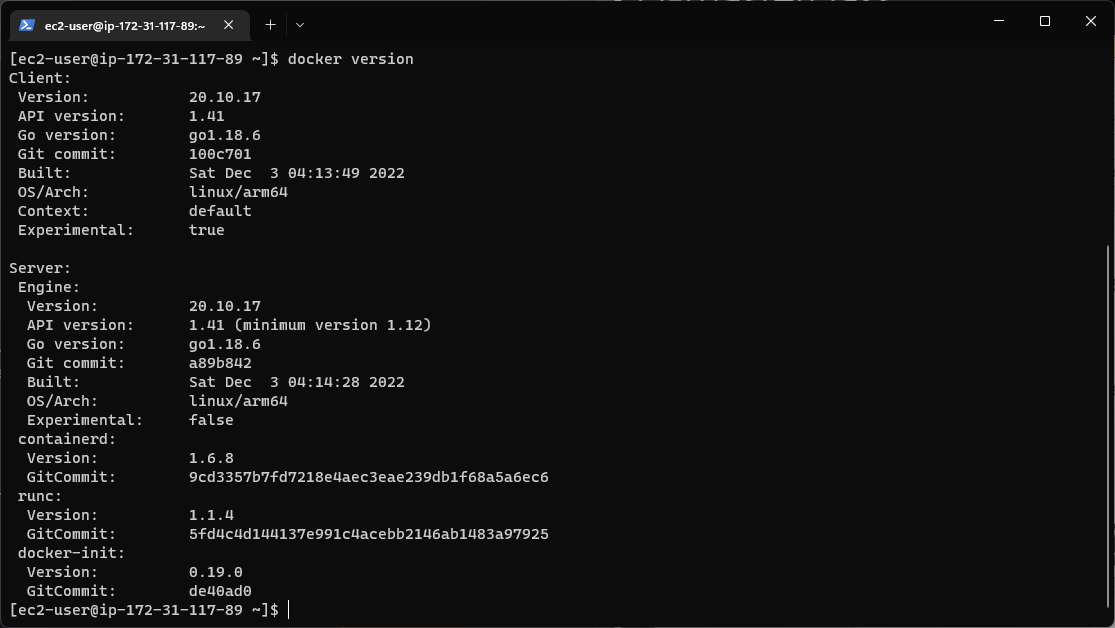 ec2-user@ip-172-31-117-89:~
[ec2-user@ip-172-31-117-89 ~]$ docker version
Client:
 Version:           20.10.17
 API version:       1.41
 Go version:        go1.18.6
 Git commit:        100c701
 Built:             Sat Dec  3 04:13:49 2022
 OS/Arch:           linux/arm64
 Context:           default
 Experimental:      true

Server:
 Engine:
  Version:          20.10.17
  API version:      1.41 (minimum version 1.12)
  Go version:       go1.18.6
  Git commit:       a89b842
  Built:            Sat Dec  3 04:14:28 2022
  OS/Arch:          linux/arm64
  Experimental:     false
 containerd:
  Version:          1.6.8
  GitCommit:        9cd3357b7fd7218e4aec3eae239db1f68a5a6ec6
 runc:
  Version:          1.1.4
  GitCommit:        5fd4c4d144137e991c4acebb2146ab1483a97925
 docker-init:
  Version:          0.19.0
  GitCommit:        de40ad0
[ec2-user@ip-172-31-117-89 ~]$